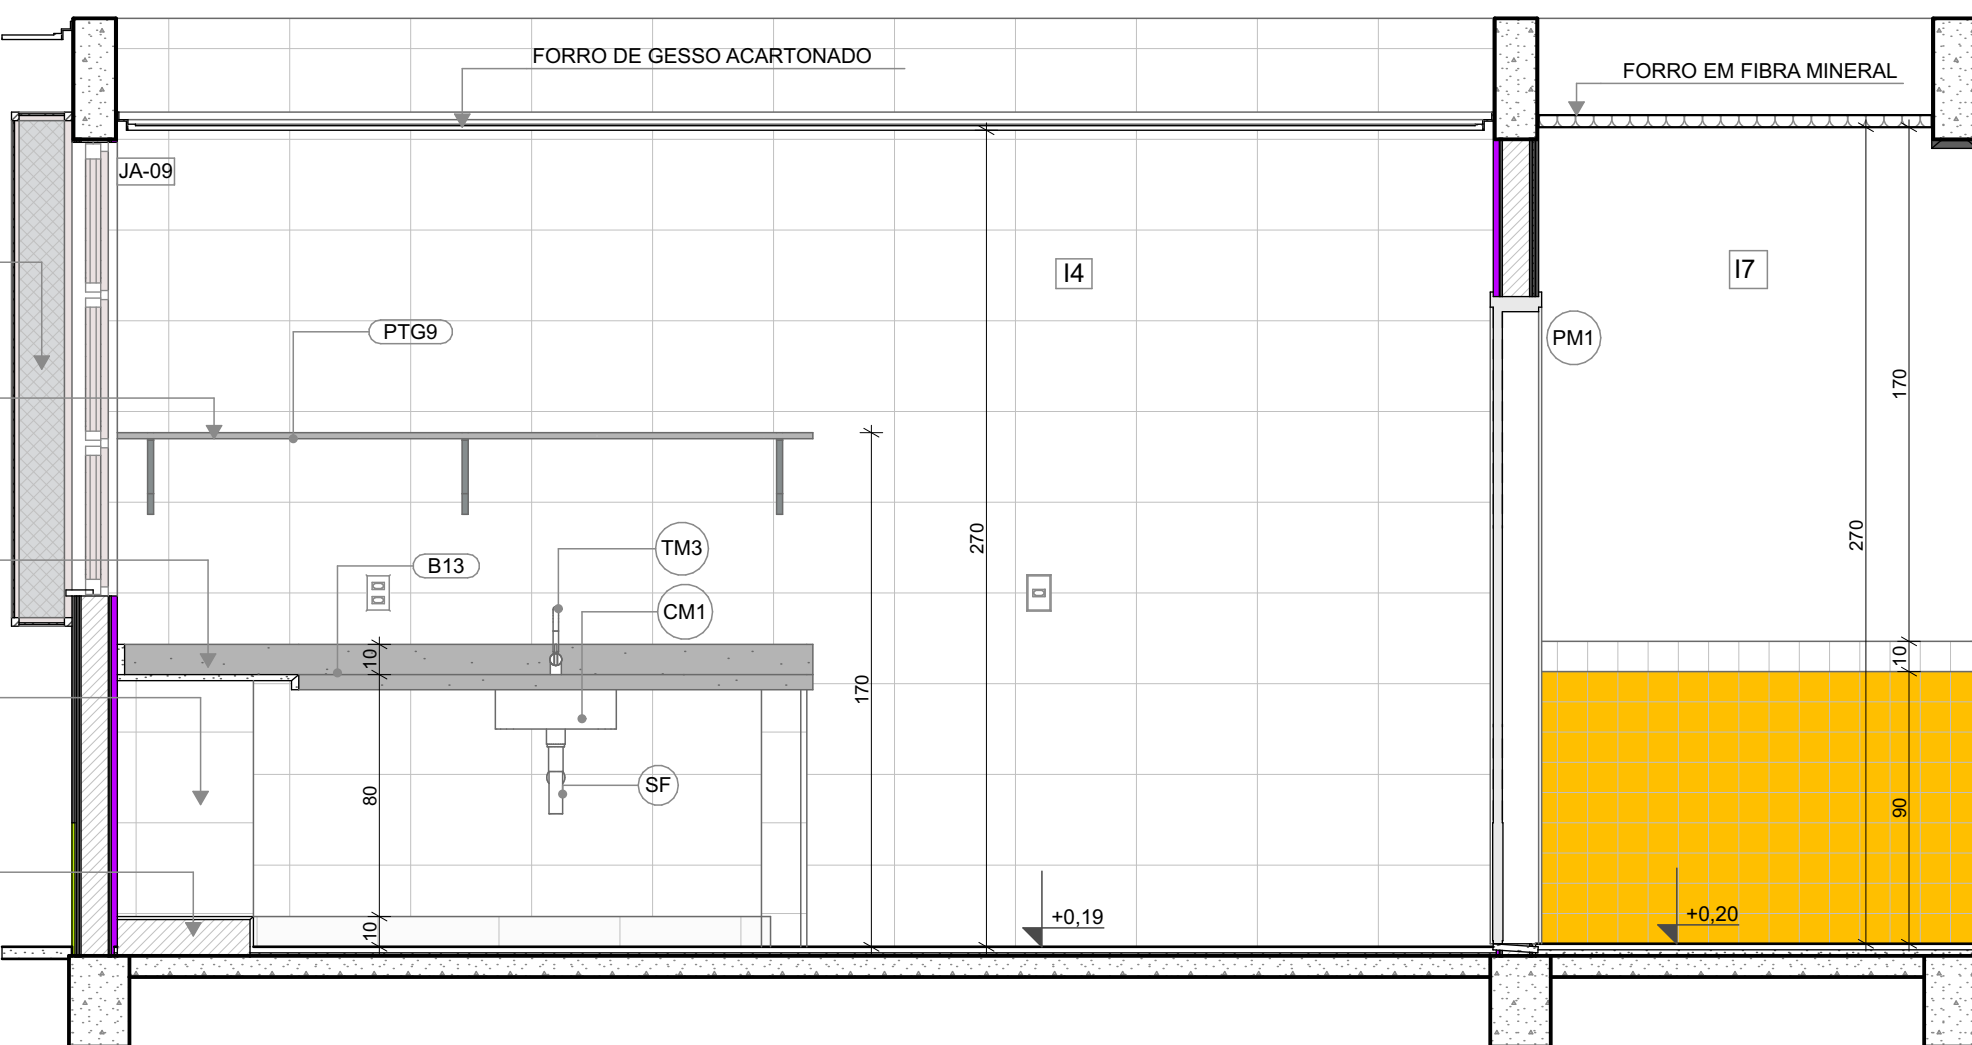 FORRO DE GESSO ACARTONADO
FORRO EM FIBRA MINERAL
JA-09
I4
I7
PTG9
PM1
170
270
270
TM3
B13
CM1
10
170
10
80
SF
90
10
+0,19
+0,20